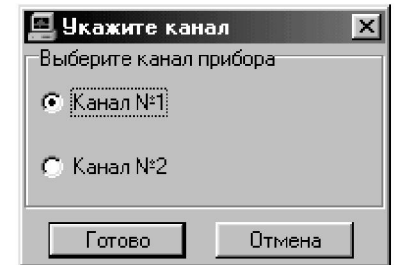 Укажите канал
Выберите канал прибора
Канал №1
Канал №2
Готово
Отмена